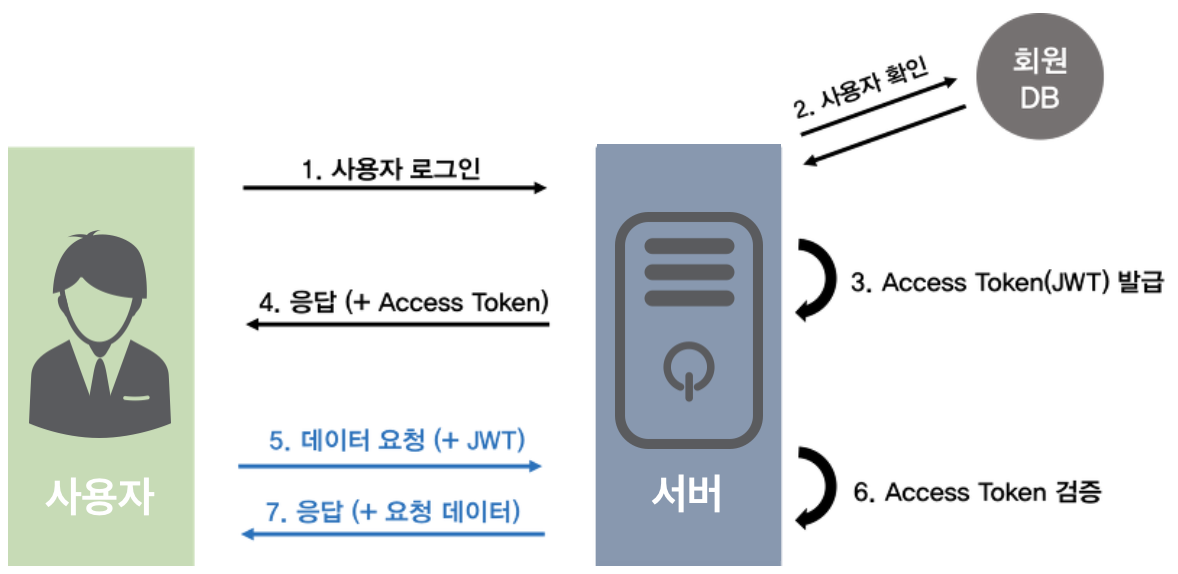 회원
DB
2. 사용자 확인
1. 사용자 로그인
3. Access Token(JWT) 발급
4. 응답 (+ Access Token)
5. 데이터 요청 (+ JWT)
6. Access Token 검증
7. 응답 (+ 요청 데이터)
사용자
서버